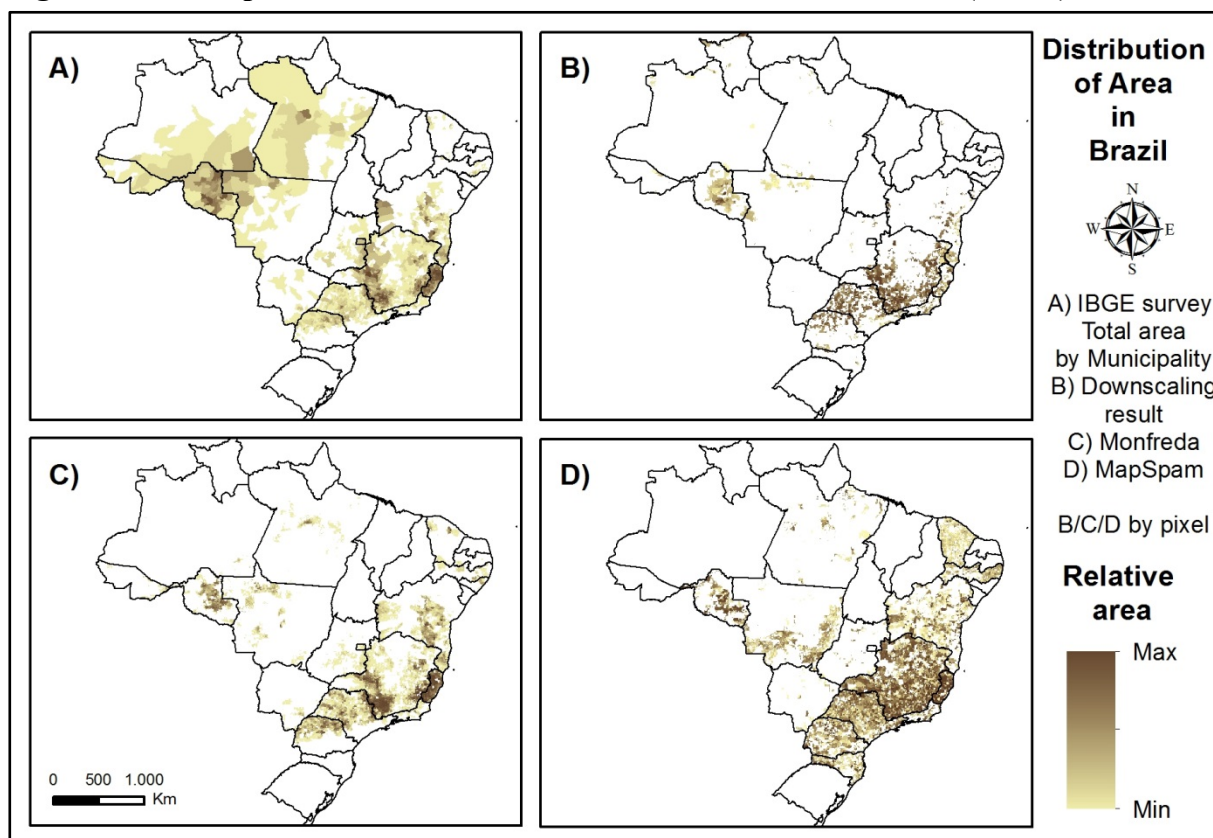 A)
B)
C)
D)
0 500 1.000
Km
Distribution
of Area
in
Brazil
N
W E
S
A) IBGE survey
Total area
by Municipality
B) Downscaling
result
C) Monfreda
D) MapSpam
B/C/D by pixel
Relative
area
Max
Min